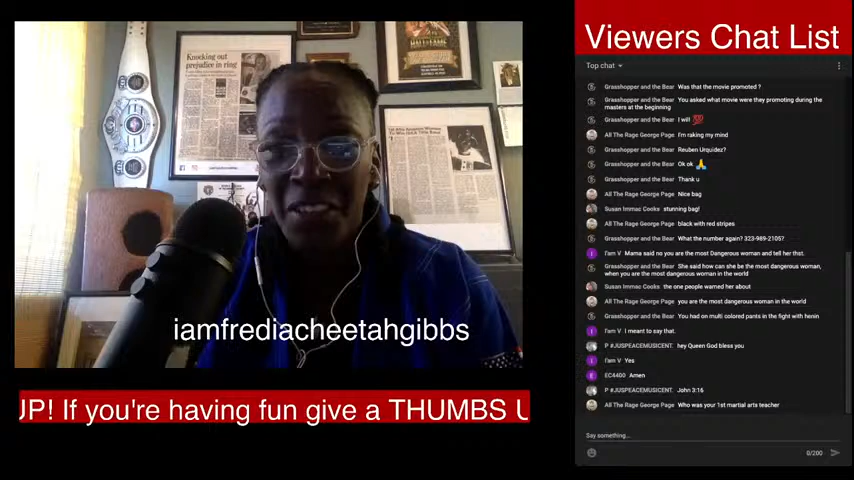 Knocking out
prejudice in ring
iamfrediacheetahgibbs
JP! If you're having fun give a THUMBS U
Viewers Chat List
Top chat
Grasshopper and the Bear Was that the movie promoted ?
Grasshopper and the Bear You asked what movie were they promoting during the
masters at the beginning
Grasshopper and the Bear I will 💯
All The Rage George Page I'm raking my mind
Grasshopper and the Bear Reuben Urquidez?
Grasshopper and the Bear Ok ok 🙏
Grasshopper and the Bear Thank u
All The Rage George Page Nice bag
Susan Immac Cooks stunning bag!
All The Rage George Page black with red stripes
Grasshopper and the Bear What the number again? 323-989-2105?
I I'am V Mama said no you are the most Dangerous woman and tell her thst.
Grasshopper and the Bear She said how can she be the most dangerous woman,
when you are the most dangerous woman in the world
Susan Immac Cooks the one people warned her about
All The Rage George Page you are the most dangerous woman in the world
Grasshopper and the Bear You had on multi colored pants in the fight with henin
I I'am V I meant to say that.
P #JUSPEACEMUSICENT. hey Queen God bless you
I I'am V Yes
E EC4400 Amen
P #JUSPEACEMUSICENT. John 3:16
All The Rage George Page Who was your 1st martial arts teacher
Say something...
0/200